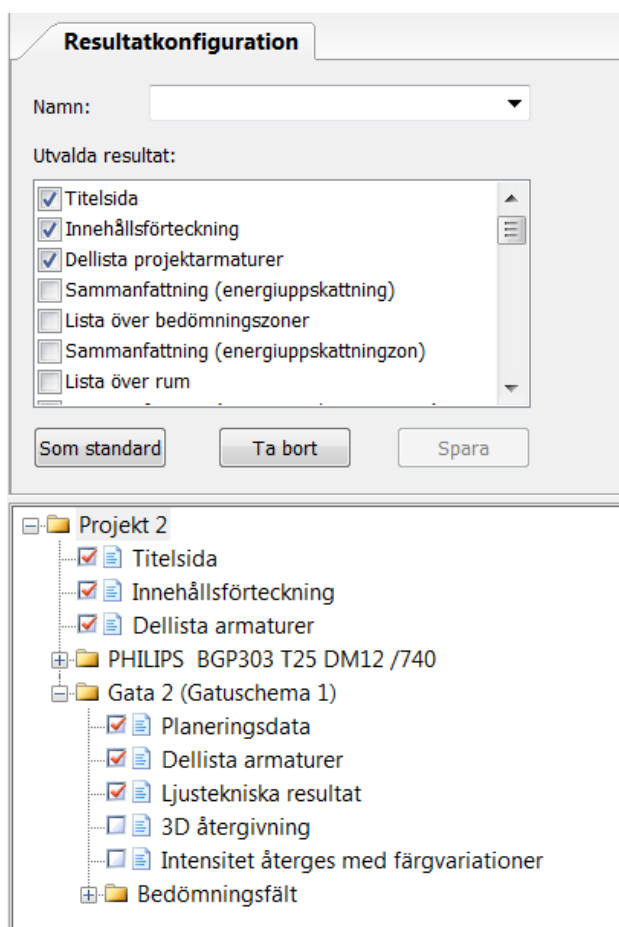 Resultatkonfiguration
Namn:
Utvalda resultat:
Titelsida
Innehållsförteckning
Dellista projektarmaturer
Sammanfattning (energiuppskattning)
Lista över bedömningszoner
Sammanfattning (energiuppskattningzon)
Lista över rum
Som standard Ta bort Spara
Projekt 2
Titelsida
Innehållsförteckning
Dellista armaturer
PHILIPS BGP303 T25 DM12 /740
Gata 2 (Gatuschema 1)
Planeringsdata
Dellista armaturer
Ljustekniska resultat
3D återgivning
Intensitet återges med färgvariationer
Bedömningsfält